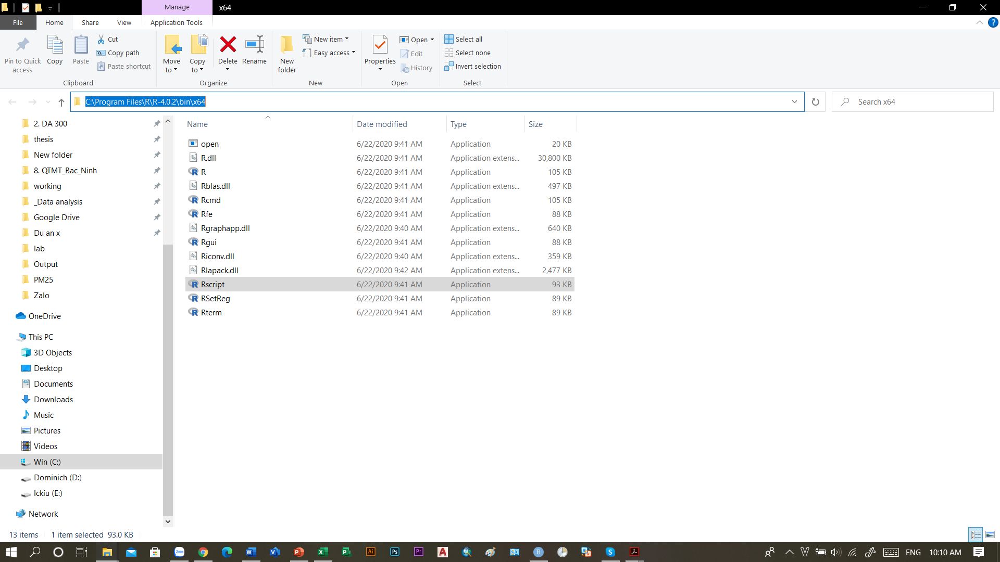 Manage
x64
File
Home
Share
View
Application Tools
Pin to Quick access
Copy
Paste
Cut
Copy path
Paste shortcut
Clipboard
Move to
Copy to
Delete
Rename
Organize
New folder
New item
Easy access
New
Properties
Open
Edit
History
Open
Select all
Select none
Invert selection
Select
C:\Program Files\R\R-4.0.2\bin\x64
Search x64
2. DA 300
thesis
New folder
8. QTMT_Bac_Ninh
working
_Data analysis
Google Drive
Du an x
lab
Output
PM25
Zalo
OneDrive
This PC
3D Objects
Desktop
Documents
Downloads
Music
Pictures
Videos
Win (C:)
Dominich (D:)
Ickiu (E:)
Network
Name Date modified Type Size
open 6/22/2020 9:41 AM Application 20 KB
R.dll 6/22/2020 9:41 AM Application extens... 30,800 KB
R 6/22/2020 9:41 AM Application 105 KB
Rblas.dll 6/22/2020 9:41 AM Application extens... 497 KB
Rcmd 6/22/2020 9:41 AM Application 105 KB
Rfe 6/22/2020 9:41 AM Application 88 KB
Rgraphapp.dll 6/22/2020 9:40 AM Application extens... 640 KB
Rgui 6/22/2020 9:41 AM Application 88 KB
Riconv.dll 6/22/2020 9:40 AM Application extens... 359 KB
Rlapack.dll 6/22/2020 9:42 AM Application extens... 2,477 KB
Rscript 6/22/2020 9:41 AM Application 93 KB
RSetReg 6/22/2020 9:41 AM Application 89 KB
Rterm 6/22/2020 9:41 AM Application 89 KB
13 items 1 item selected 93.0 KB
ENG 10:10 AM